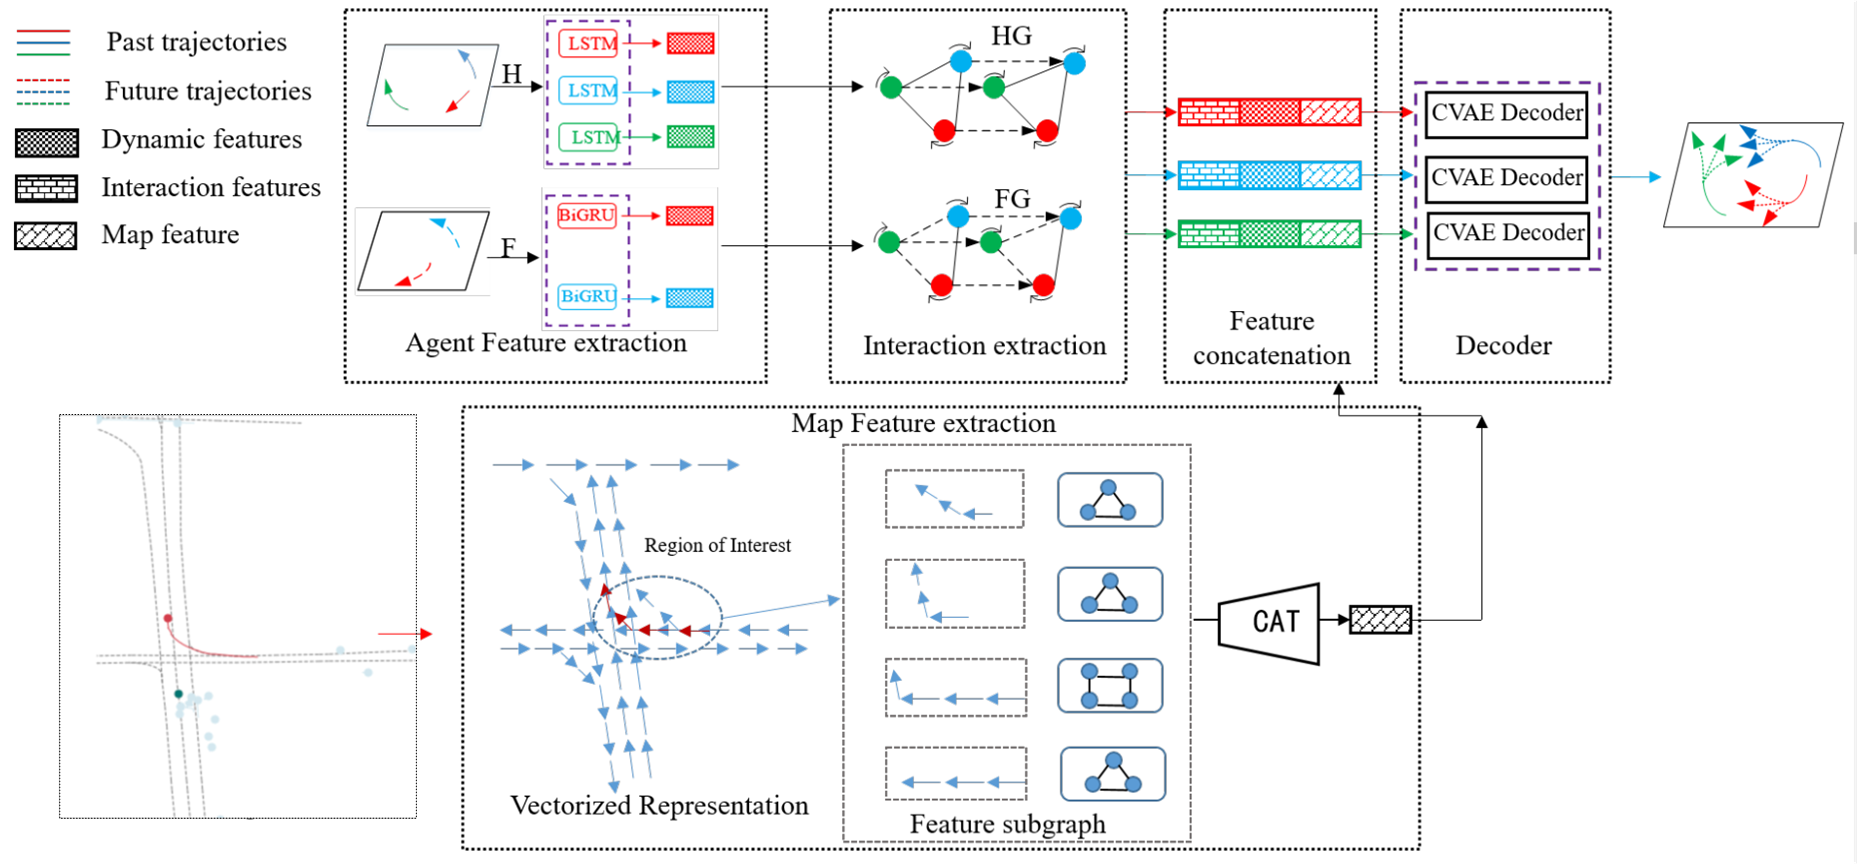 Past trajectories
Future trajectories
Dynamic features
Interaction features
Map feature
H
LSTM
LSTM
LSTM
F
BiGRU
BiGRU
Agent Feature extraction
HG
FG
Interaction extraction
Feature
concatenation
CVAE Decoder
CVAE Decoder
CVAE Decoder
Decoder
Map Feature extraction
Region of Interest
Vectorized Representation
Feature subgraph
CAT